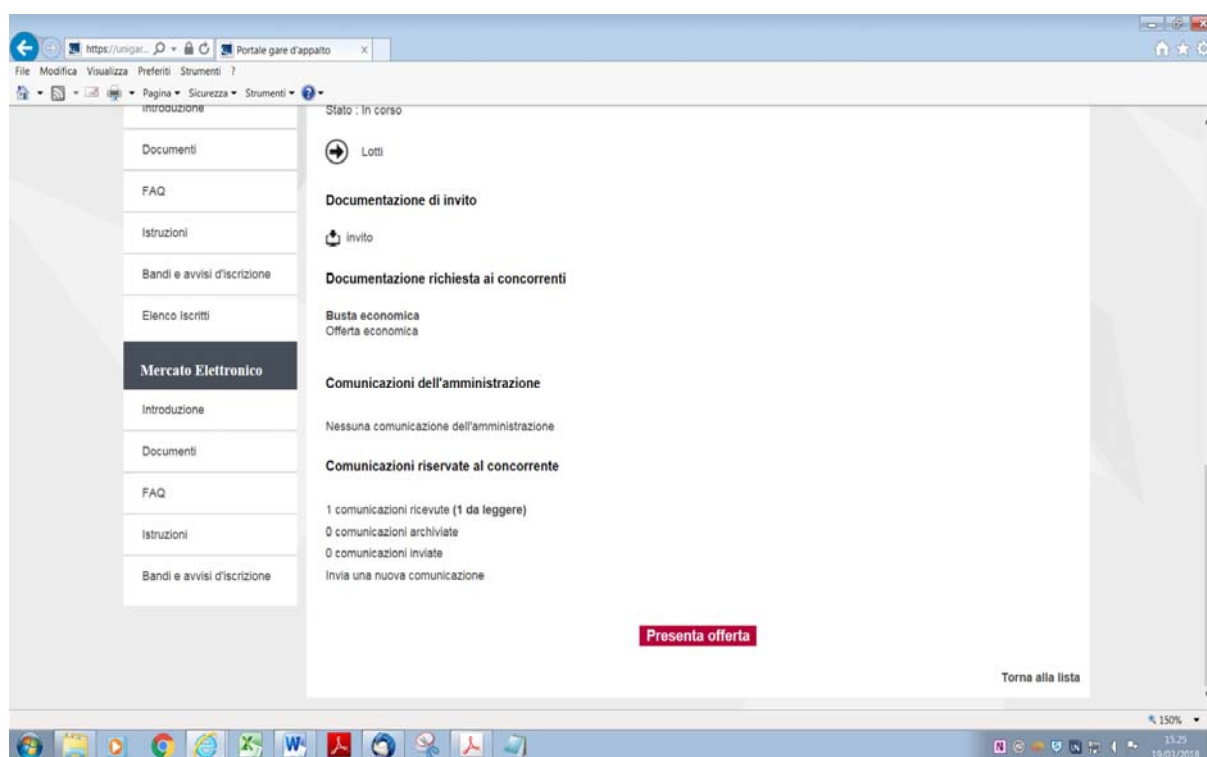 https://unigar...
Portale gare d'appalto
File Modifica Visualizza Preferiti Strumenti ?
Pagina Sicurezza Strumenti
Introduzione
Documenti
FAQ
Istruzioni
Bandi e avvisi d'iscrizione
Elenco Iscritti
Mercato Elettronico
Introduzione
Documenti
FAQ
Istruzioni
Bandi e avvisi d'iscrizione
Stato : In corso
Lotti
Documentazione di invito
invito
Documentazione richiesta ai concorrenti
Busta economica
Offerta economica
Comunicazioni dell'amministrazione
Nessuna comunicazione dell'amministrazione
Comunicazioni riservate al concorrente
1 comunicazioni ricevute (1 da leggere)
0 comunicazioni archiviate
0 comunicazioni inviate
Invia una nuova comunicazione
Presenta offerta
Torna alla lista
150%
15.25
19/03/2018